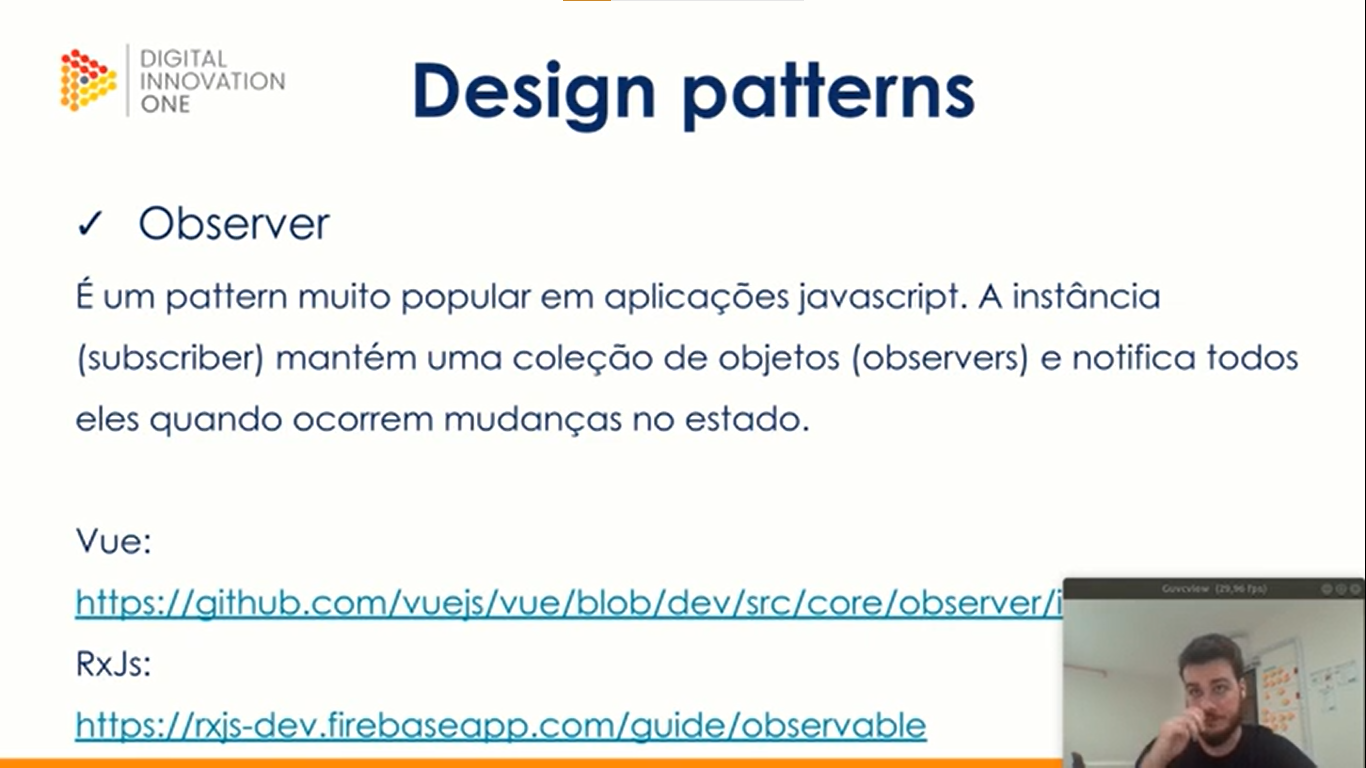 DIGITAL
INNOVATION
ONE
Design patterns
✓ Observer
É um pattern muito popular em aplicações javascript. A instância
(subscriber) mantém uma coleção de objetos (observers) e notifica todos
eles quando ocorrem mudanças no estado.
Vue:
https://github.com/vuejs/vue/blob/dev/src/core/observer/i
RxJs:
https://rxjs-dev.firebaseapp.com/guide/observable
Guvcview (29,96 fps)